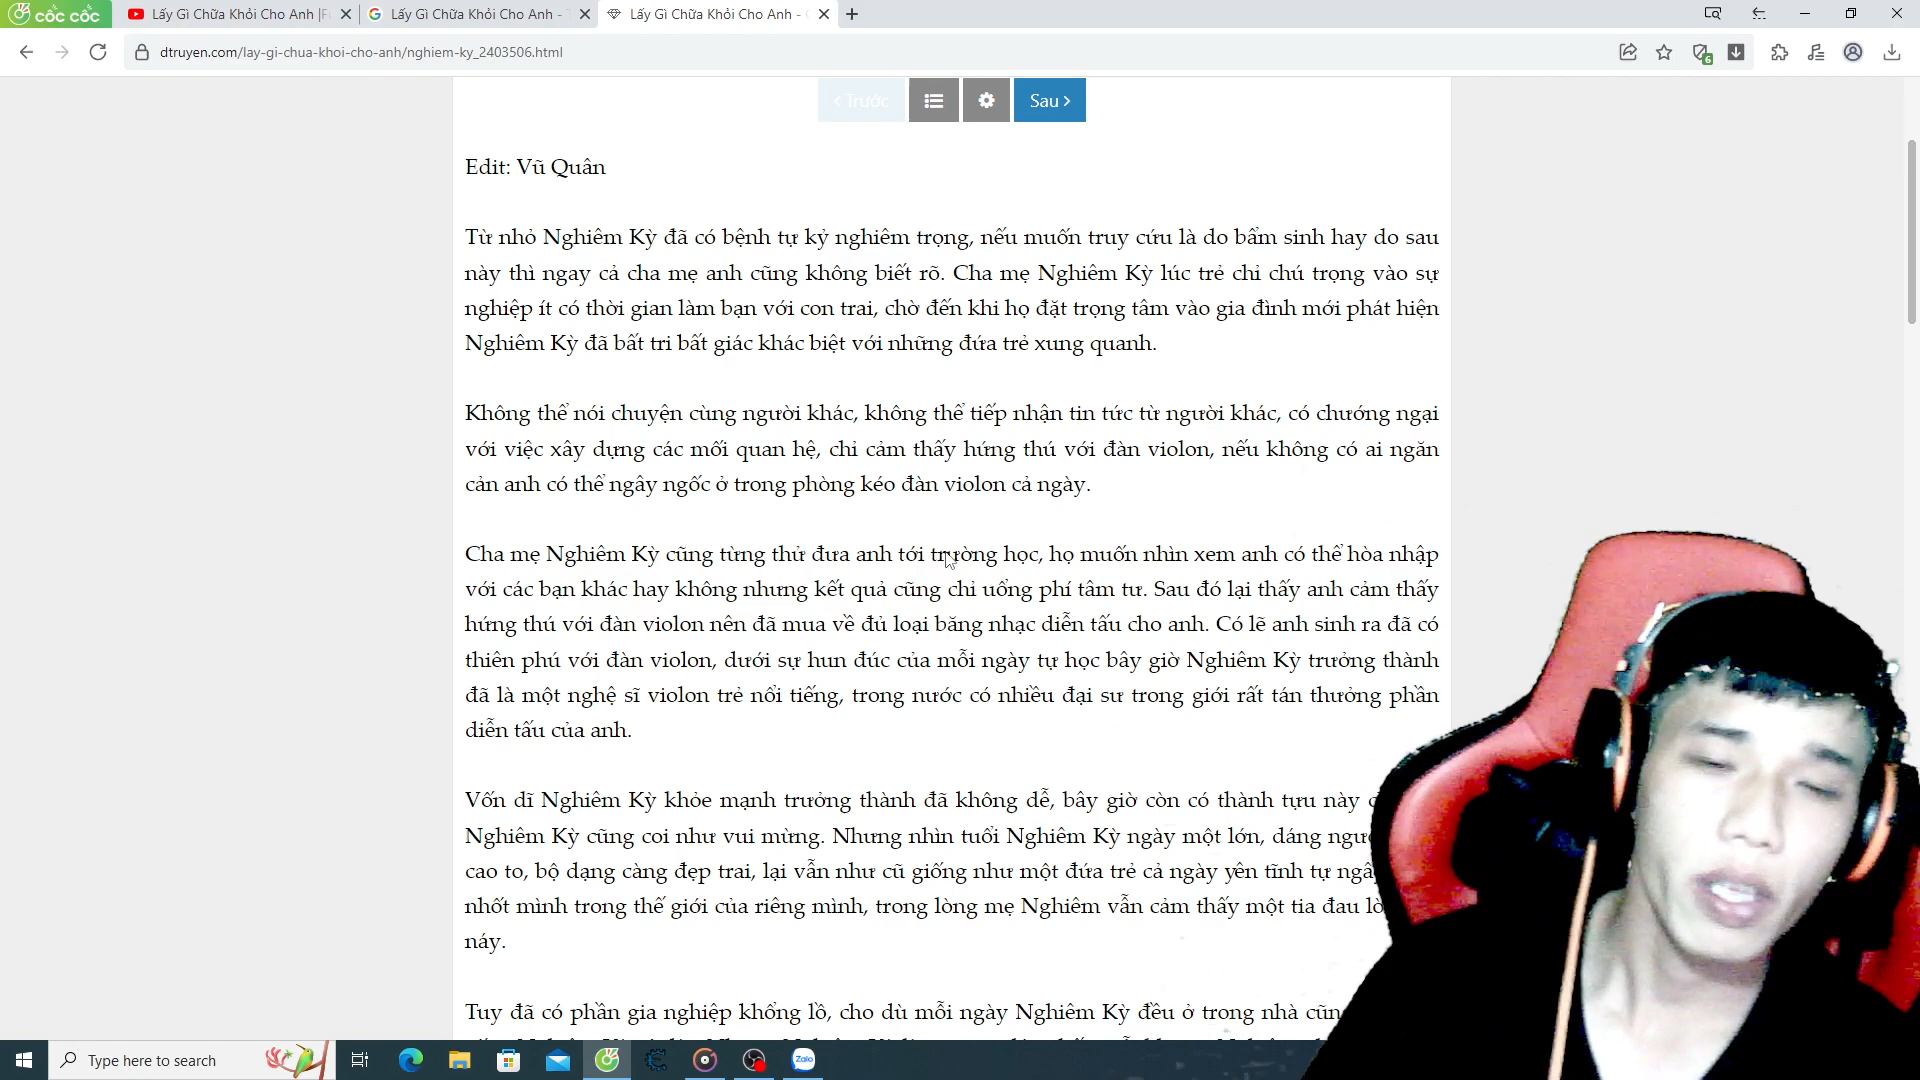 cốc cốc
Lấy Gì Chữa Khỏi Cho Anh |F
Lấy Gì Chữa Khỏi Cho Anh - T
Lấy Gì Chữa Khỏi Cho Anh -
dtruyen.com/lay-gi-chua-khoi-cho-anh/nghiem-ky_2403506.html
6
Trước
Sau
Edit: Vũ Quân
Từ nhỏ Nghiêm Kỳ đã có bệnh tự kỷ nghiêm trọng, nếu muốn truy cứu là do bẩm sinh hay do sau
này thì ngay cả cha mẹ anh cũng không biết rõ. Cha mẹ Nghiêm Kỳ lúc trẻ chỉ chú trọng vào sự
nghiệp ít có thời gian làm bạn với con trai, chờ đến khi họ đặt trọng tâm vào gia đình mới phát hiện
Nghiêm Kỳ đã bất tri bất giác khác biệt với những đứa trẻ xung quanh.
Không thể nói chuyện cùng người khác, không thể tiếp nhận tin tức từ người khác, có chướng ngại
với việc xây dựng các mối quan hệ, chỉ cảm thấy hứng thú với đàn violon, nếu không có ai ngăn
cản anh có thể ngây ngốc ở trong phòng kéo đàn violon cả ngày.
Cha mẹ Nghiêm Kỳ cũng từng thử đưa anh tới trường học, họ muốn nhìn xem anh có thể hòa nhập
với các bạn khác hay không nhưng kết quả cũng chỉ uổng phí tâm tư. Sau đó lại thấy anh cảm thấy
hứng thú với đàn violon nên đã mua về đủ loại băng nhạc diễn tấu cho anh. Có lẽ anh sinh ra đã có
thiên phú với đàn violon, dưới sự hun đúc của mỗi ngày tự học bây giờ Nghiêm Kỳ trưởng thành
đã là một nghệ sĩ violon trẻ nổi tiếng, trong nước có nhiều đại sư trong giới rất tán thưởng phần
diễn tấu của anh.
Vốn dĩ Nghiêm Kỳ khỏe mạnh trưởng thành đã không dễ, bây giờ còn có thành tựu này
Nghiêm Kỳ cũng coi như vui mừng. Nhưng nhìn tuổi Nghiêm Kỳ ngày một lớn, dáng
cao to, bộ dạng càng đẹp trai, lại vẫn như cũ giống như một đứa trẻ cả ngày yên tĩnh tự
nhốt mình trong thế giới của riêng mình, trong lòng mẹ Nghiêm vẫn cảm thấy một tia đau
náy.
Tuy đã có phần gia nghiệp khổng lồ, cho dù mỗi ngày Nghiêm Kỳ đều ở trong nhà
Type here to search
Zalo